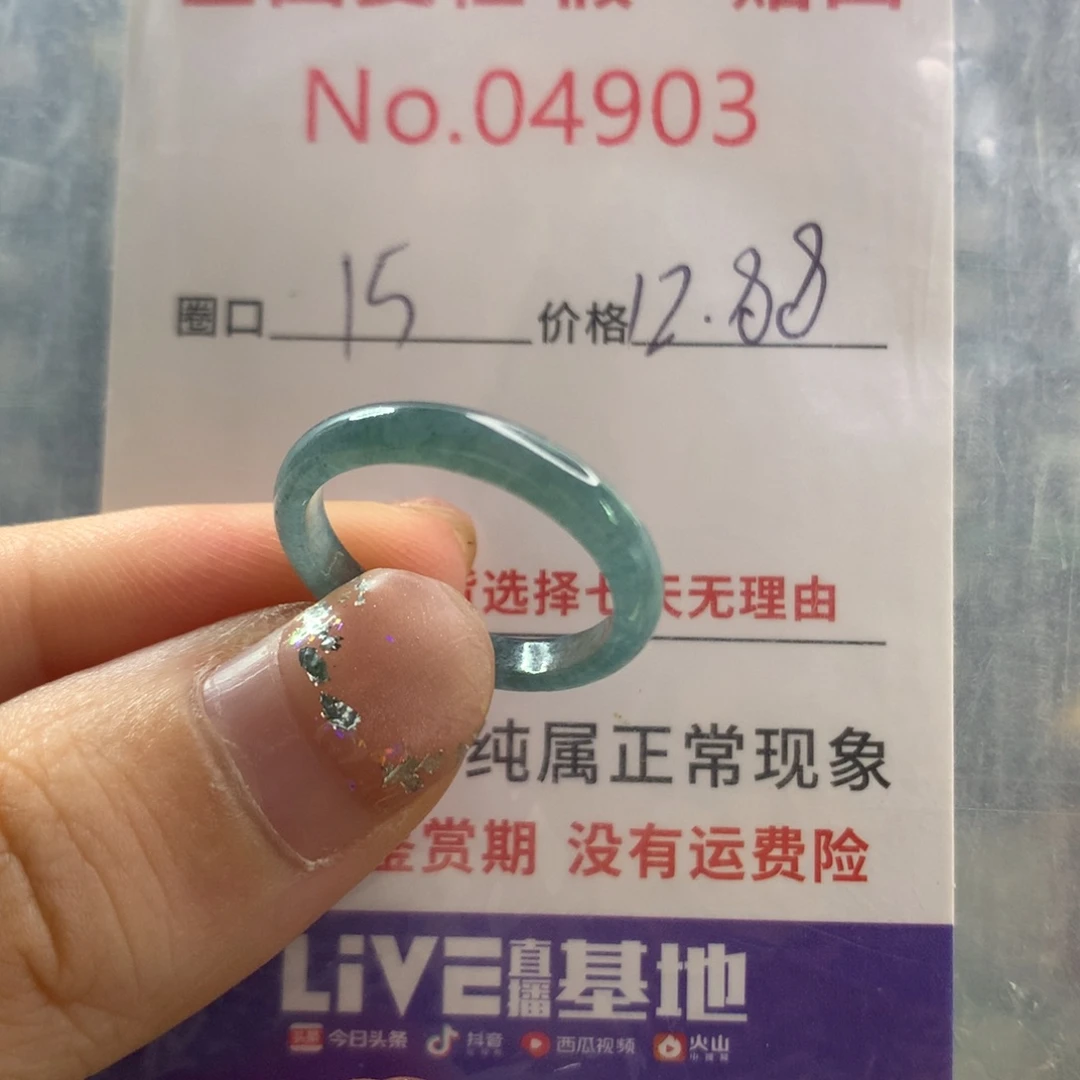 No.04903
圈口 15 价格 12.88
选择七天无理由
纯属正常现象
鉴赏期 没有运费险
LiVE直播基地
头条 今日头条 抖音 西瓜视频 火山